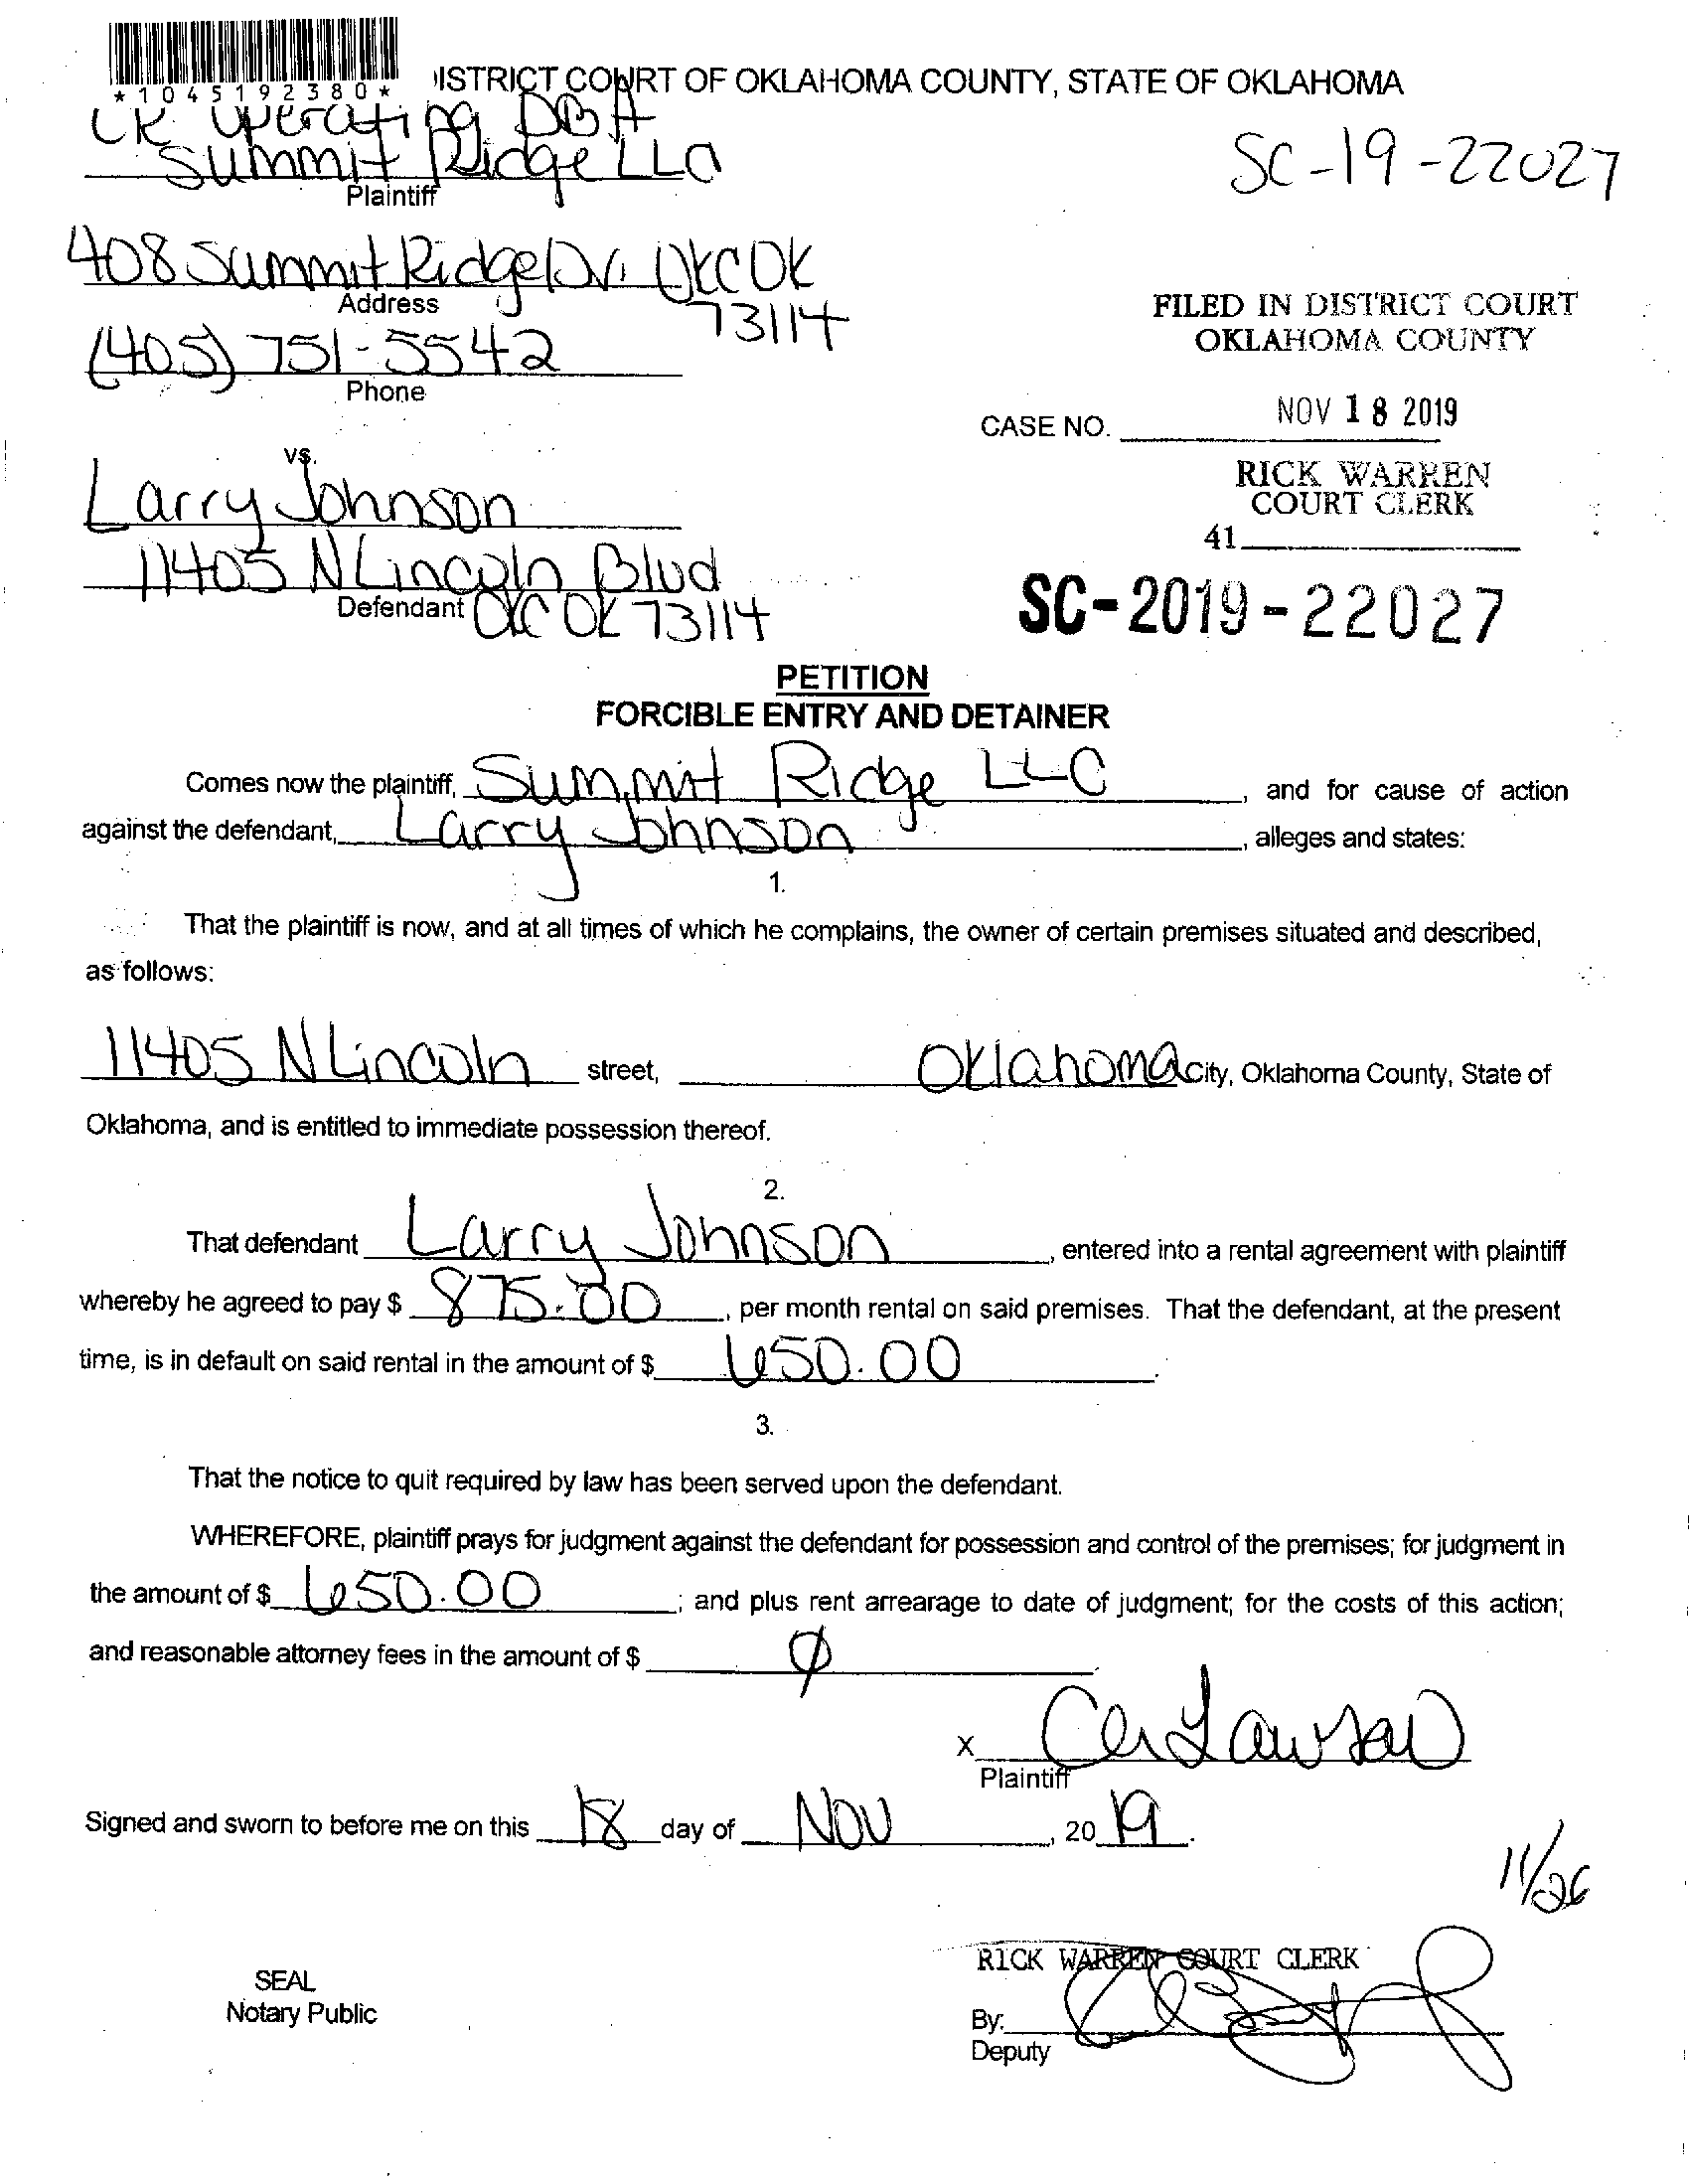 *1045192380*
ISTRICT COURT OF OKLAHOMA COUNTY, STATE OF OKLAHOMA
Operating DBA
Summit Ridge LLC
SC-19-22027
Plaintiff
408 Summit Ridge Dr. OKC OK
73114
Address
(405) 751-5542
Phone
FILED IN DISTRICT COURT
OKLAHOMA COUNTY
CASE NO. NOV 18 2019
RICK WARREN
COURT CLERK
41
vs.
Larry Johnson
11405 N Lincoln Blvd
Defendant OKC OK 73114
SC-2019-22027
PETITION
FORCIBLE ENTRY AND DETAINER
Comes now the plaintiff, Summit Ridge LLC, and for cause of action
against the defendant, Larry Johnson, alleges and states:
1.
That the plaintiff is now, and at all times of which he complains, the owner of certain premises situated and described,
as follows:
11405 N Lincoln street, Oklahoma City, Oklahoma County, State of
Oklahoma, and is entitled to immediate possession thereof.
2.
That defendant Larry Johnson, entered into a rental agreement with plaintiff
whereby he agreed to pay $ 875.00, per month rental on said premises. That the defendant, at the present
time, is in default on said rental in the amount of $ 650.00.
3.
That the notice to quit required by law has been served upon the defendant.
WHEREFORE, plaintiff prays for judgment against the defendant for possession and control of the premises; for judgment in
the amount of $ 650.00; and plus rent arrearage to date of judgment; for the costs of this action;
and reasonable attorney fees in the amount of $ ∅
X
Plaintiff
Signed and sworn to before me on this 18 day of NOV, 2019.
11/26
RICK WARREN COURT CLERK
SEAL
Notary Public
By:
Deputy